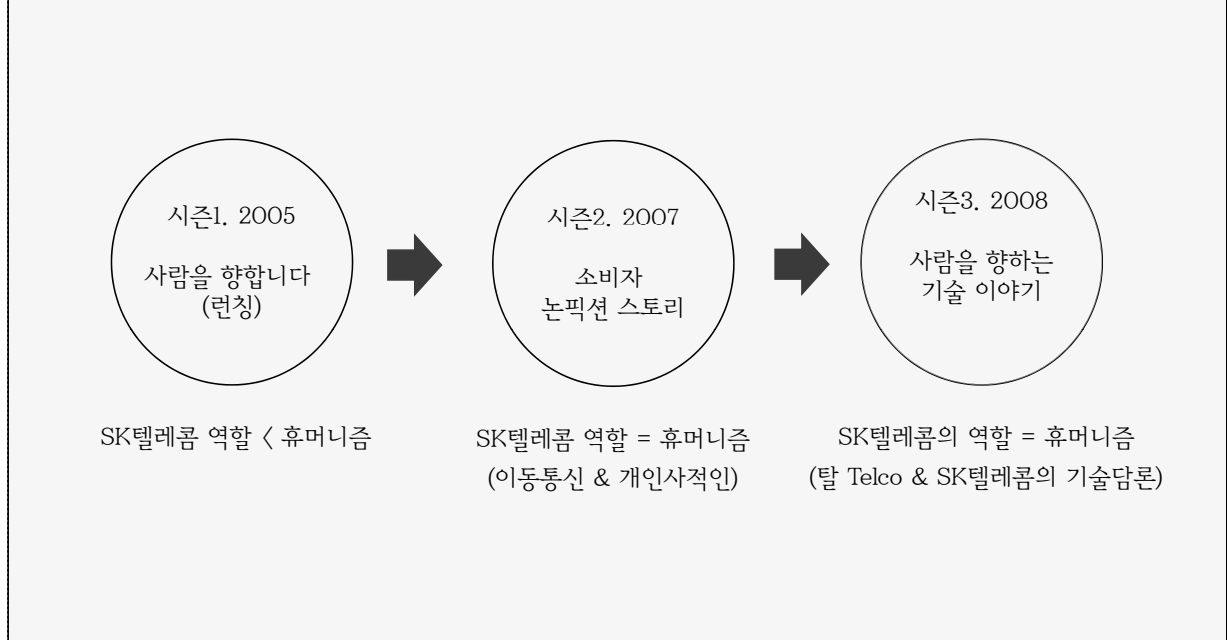 시즌1. 2005
사람을 향합니다
(런칭)
SK텔레콤 역할 < 휴머니즘
시즌2. 2007
소비자
논픽션 스토리
SK텔레콤 역할 = 휴머니즘
(이동통신 & 개인사적인)
시즌3. 2008
사람을 향하는
기술 이야기
SK텔레콤의 역할 = 휴머니즘
(탈 Telco & SK텔레콤의 기술담론)